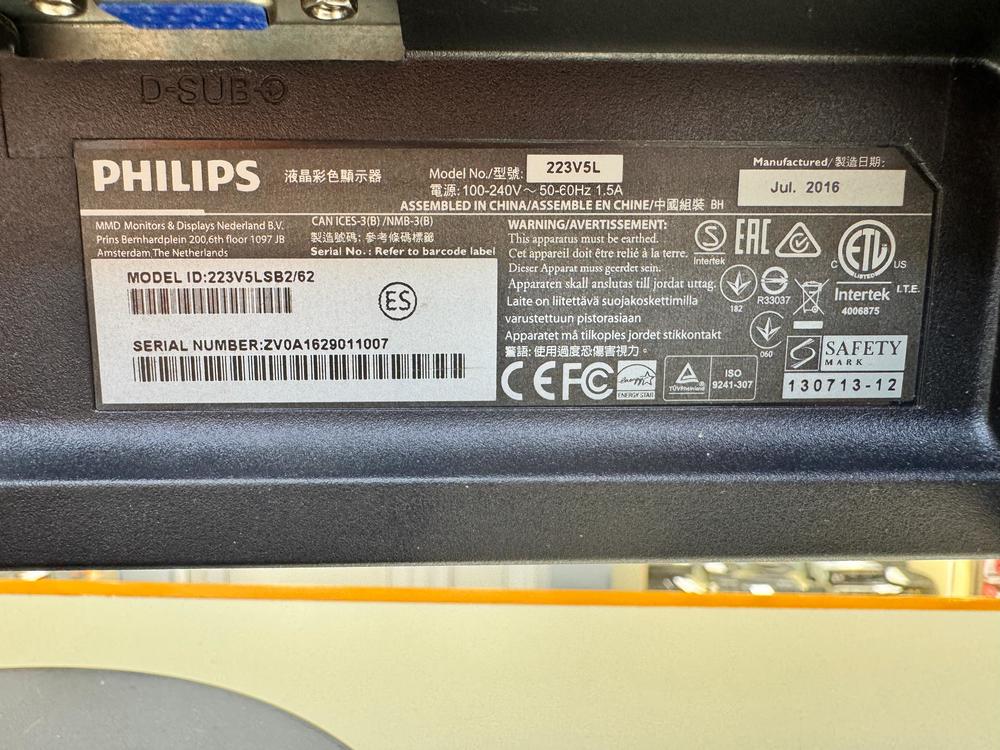 D-SUB
PHILIPS
液晶彩色顯示器
Model No./型號: 223V5L
電源: 100-240V ~ 50-60Hz 1.5A
ASSEMBLED IN CHINA/ASSEMBLE EN CHINE/中國組裝 BH
Manufactured/製造日期:
Jul. 2016
MMD Monitors & Displays Nederland B.V.
Prins Bernhardplein 200,6th floor 1097 JB
Amsterdam,The Netherlands
CAN ICES-3(B) /NMB-3(B)
製造號碼: 參考條碼標籤
Serial No.: Refer to barcode label
MODEL ID:223V5LSB2/62
ES
SERIAL NUMBER:ZV0A1629011007
WARNING/AVERTISSEMENT:
This apparatus must be earthed.
Cet appareil doit être relié à la terre.
Dieser Apparat muss geerdet sein.
Apparaten skall anslutas till jordat uttag.
Laite on liitettävä suojakoskettimilla
varustettuun pistorasiaan
Apparatet må tilkoples jordet stikkontakt
警語: 使用過度恐傷害視力。
CE FC
energy
ENERGY STAR
TÜVRheinland
ISO
9241-307
S
Intertek
EAC
182
R33037
060
C ETL US
LISTED
Intertek I.T.E.
4006875
S SAFETY
MARK
130713-12